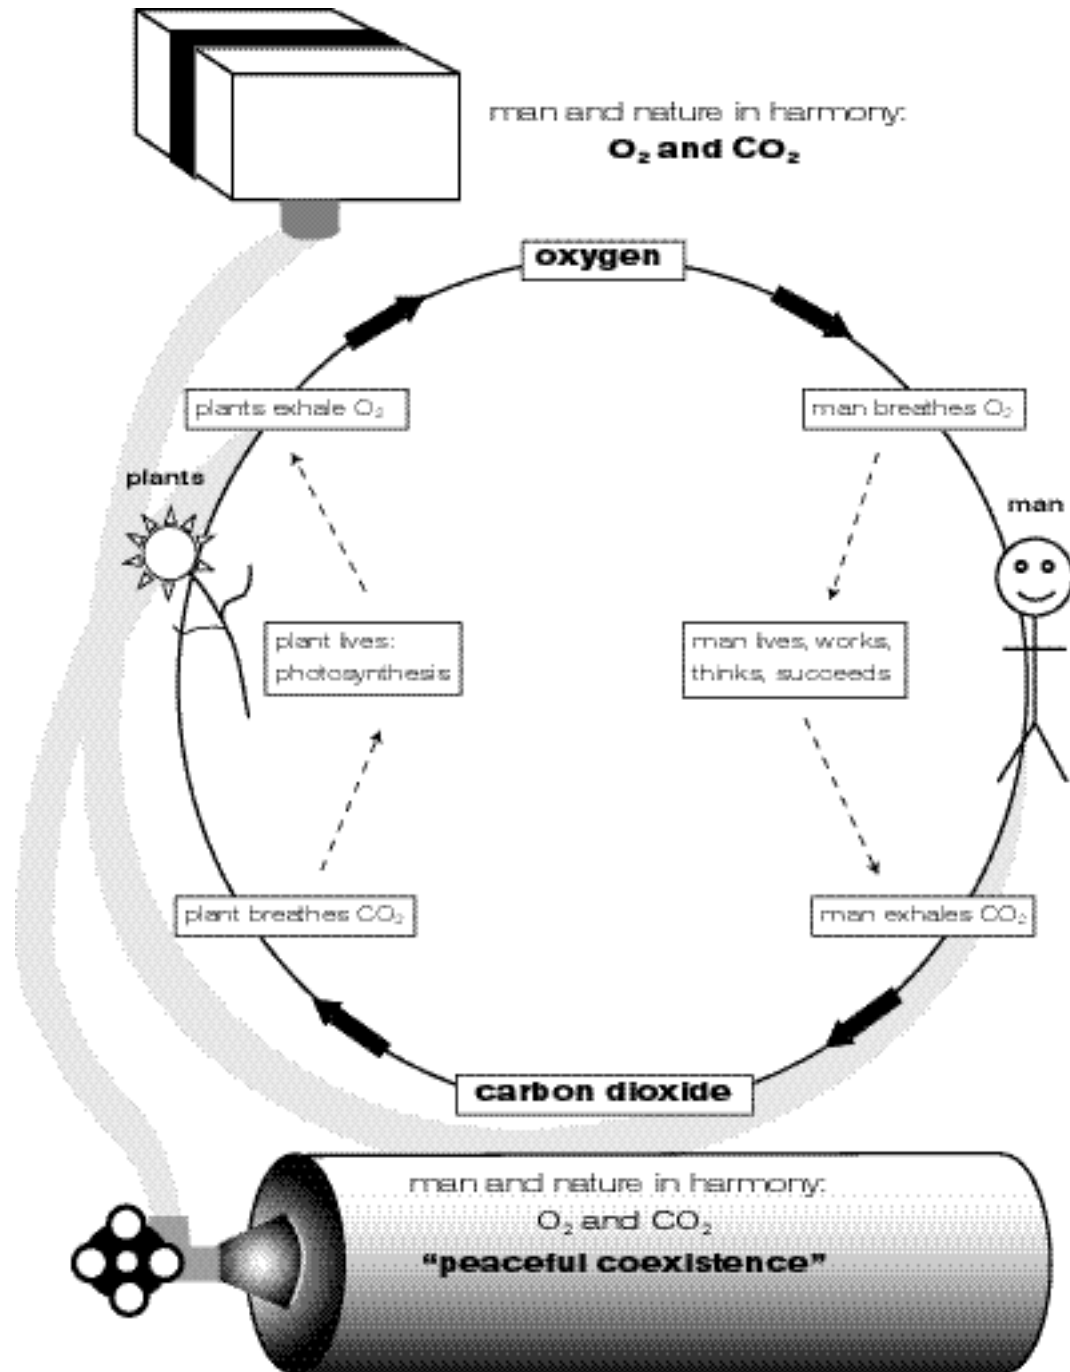 man and nature in harmony:
O₂ and CO₂
oxygen
plants exhale O₂
man breathes O₂
plants
man
plant lives:
photosynthesis
man lives, works,
thinks, succeeds
plant breathes CO₂
man exhales CO₂
carbon dioxide
man and nature in harmony:
O₂ and CO₂
“peaceful coexistence”